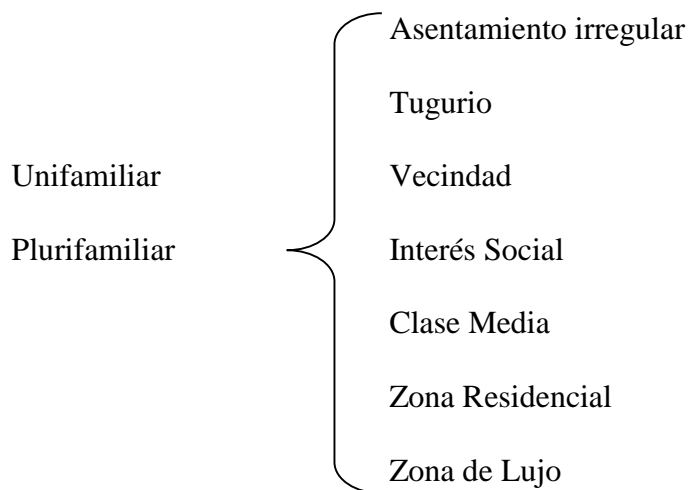 Asentamiento irregular
Tugurio
Unifamiliar Vecindad
Plurifamiliar Interés Social
Clase Media
Zona Residencial
Zona de Lujo